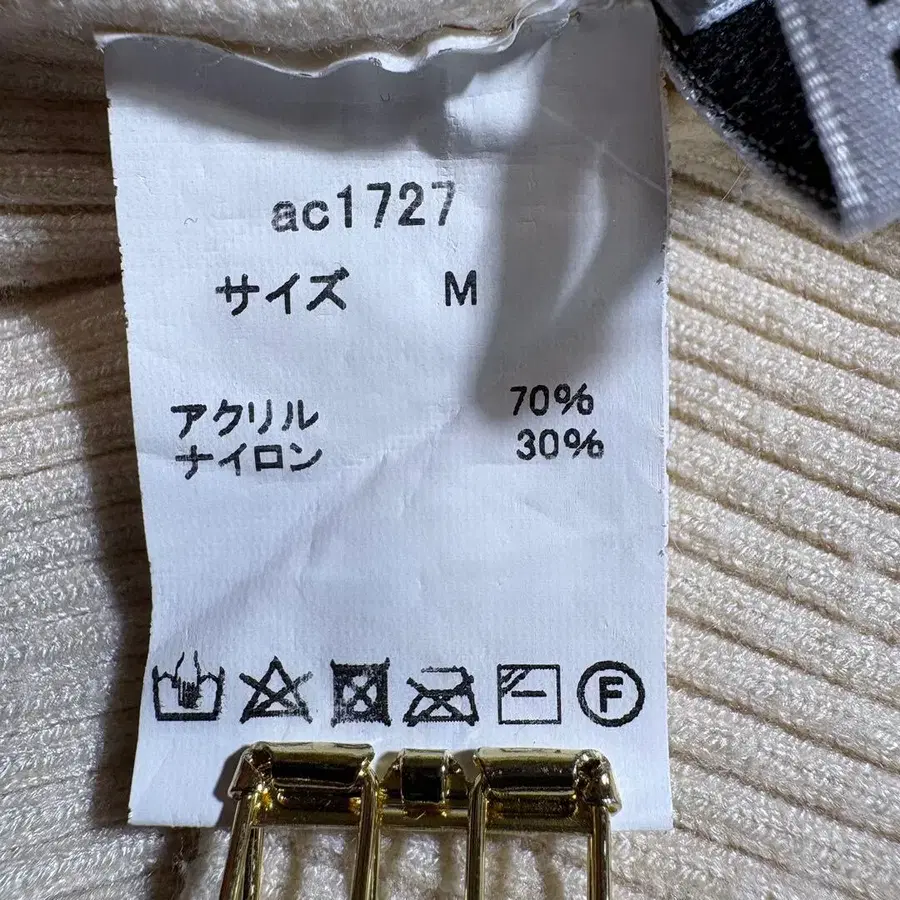 ac1727
サイズ M
アクリル 70%
ナイロン 30%
F